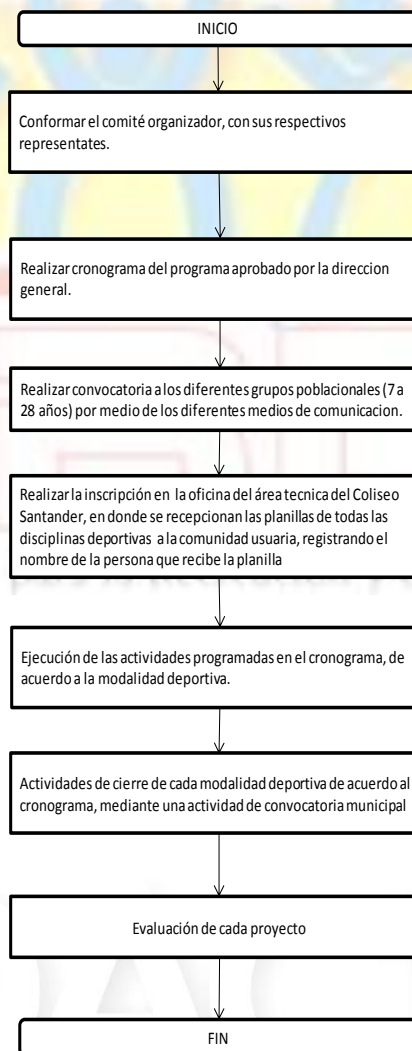 INICIO
Conformar el comité organizador, con sus respectivos
representates.
Realizar cronograma del programa aprobado por la direccion
general.
Realizar convocatoria a los diferentes grupos poblacionales (7 a
28 años) por medio de los diferentes medios de comunicacion.
Realizar la inscripción en la oficina del área tecnica del Coliseo
Santander, en donde se recepcionan las planillas de todas las
disciplinas deportivas a la comunidad usuaria, registrando el
nombre de la persona que recibe la planilla
Ejecución de las actividades programadas en el cronograma, de
acuerdo a la modalidad deportiva.
Actividades de cierre de cada modalidad deportiva de acuerdo al
cronograma, mediante una actividad de convocatoria municipal
Evaluación de cada proyecto
FIN